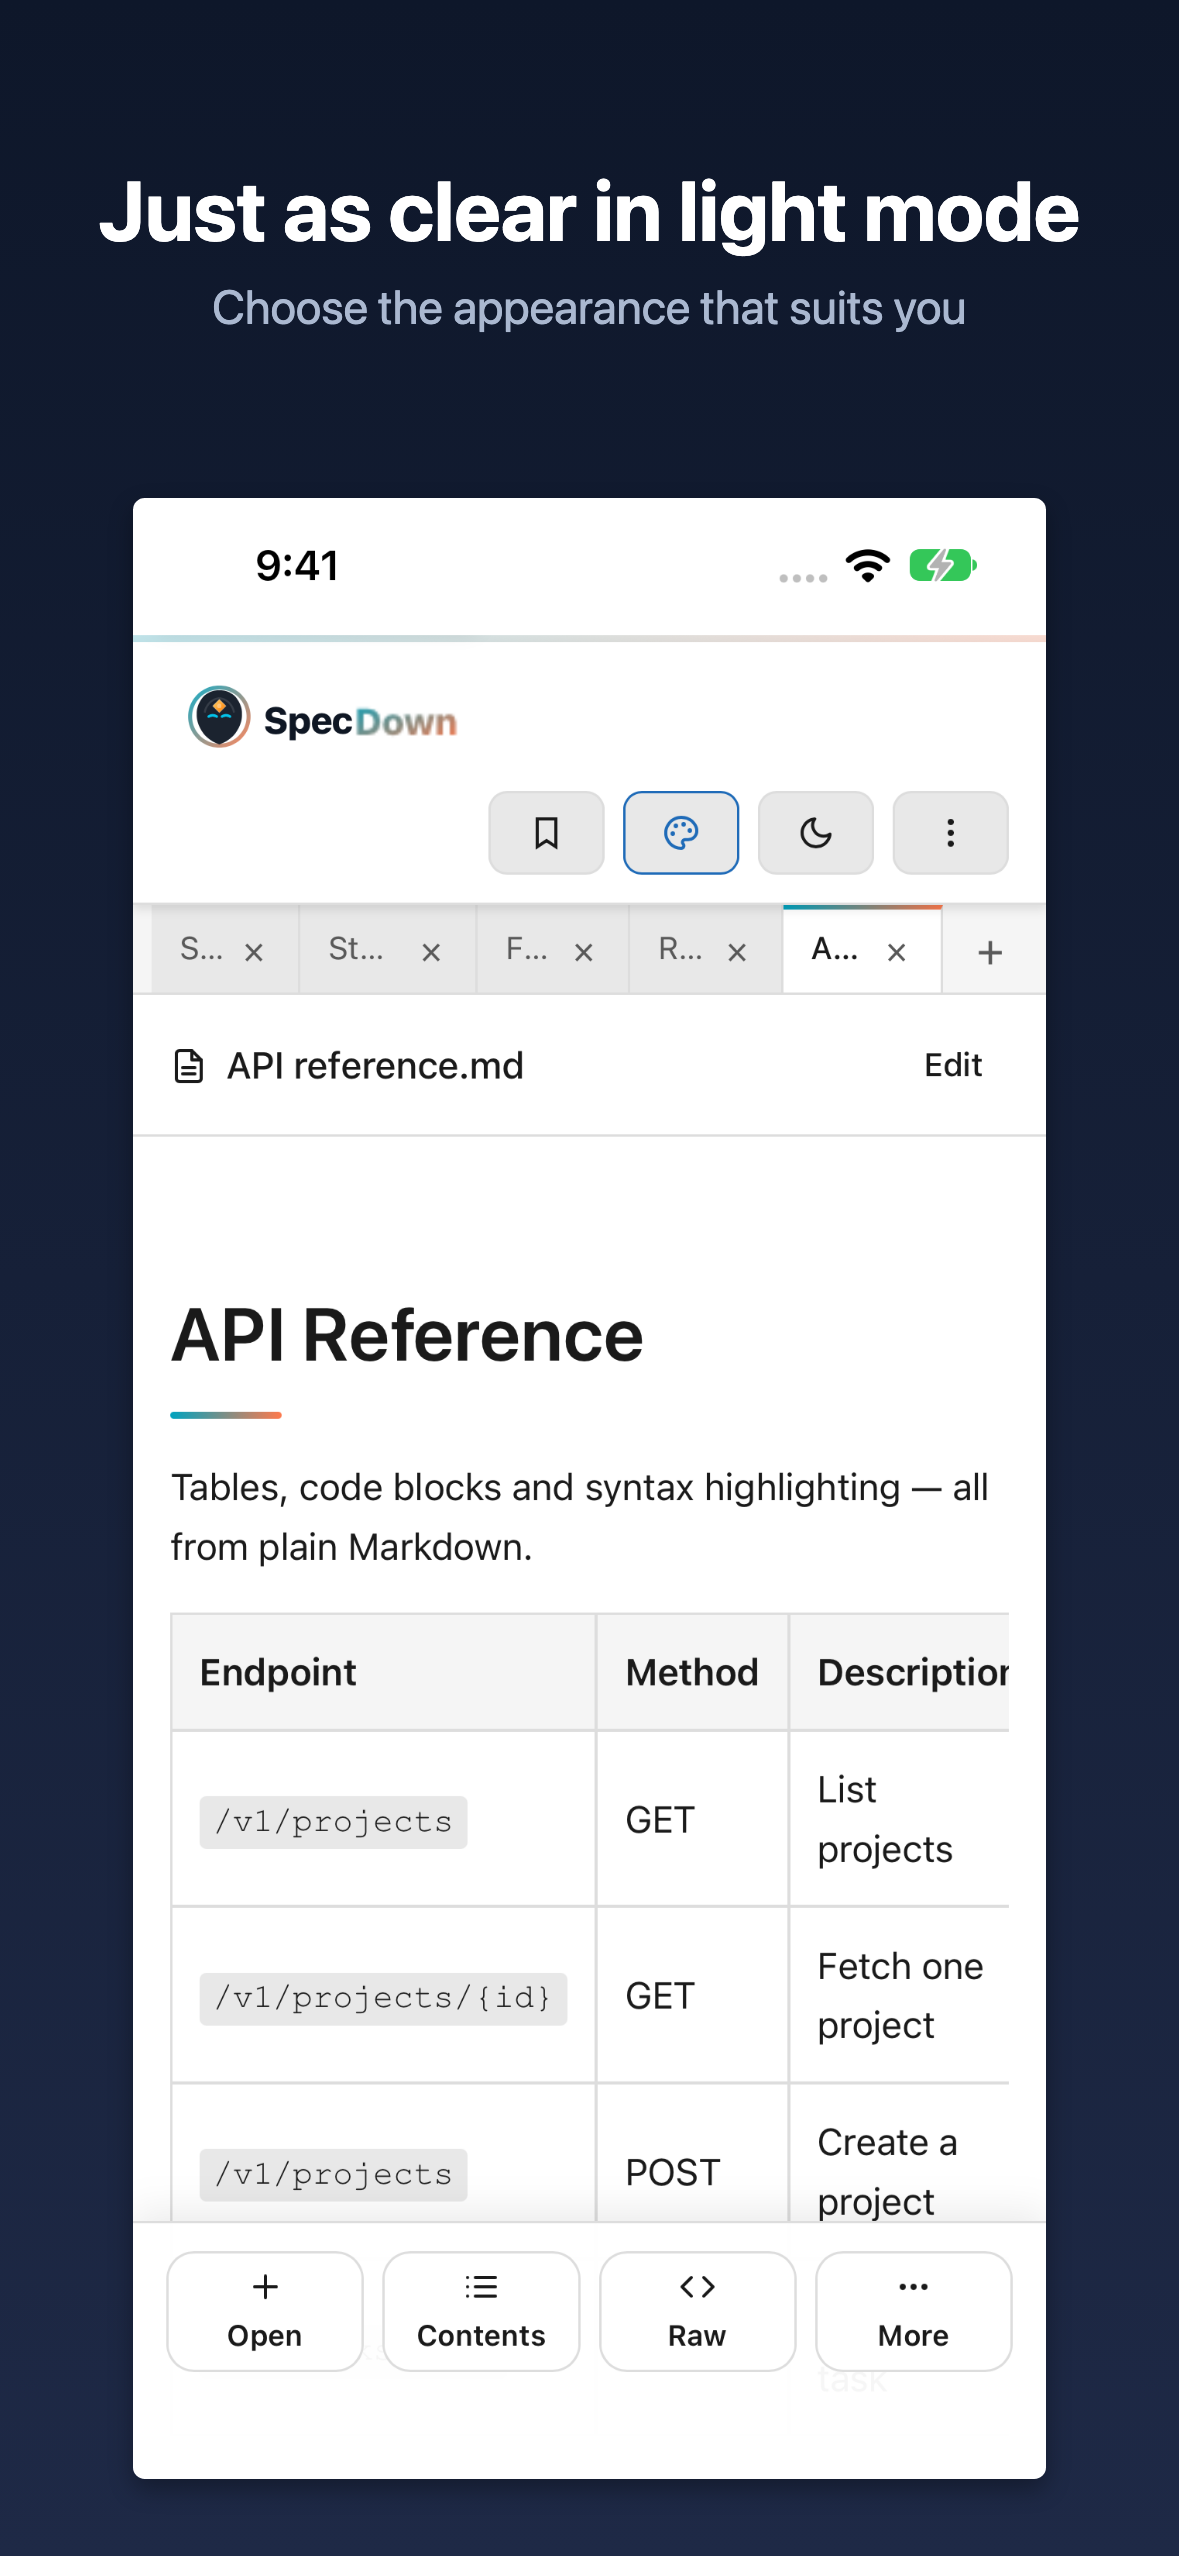 Just as clear in light mode
Choose the appearance that suits you
9:41
SpecDown
S... × St... × F... × R... × A... × +
API reference.md Edit
API Reference
Tables, code blocks and syntax highlighting — all
from plain Markdown.
Endpoint Method Description
/v1/projects GET List
projects
/v1/projects/{id} GET Fetch one
project
/v1/projects POST Create a
project
Open Contents Raw More
task